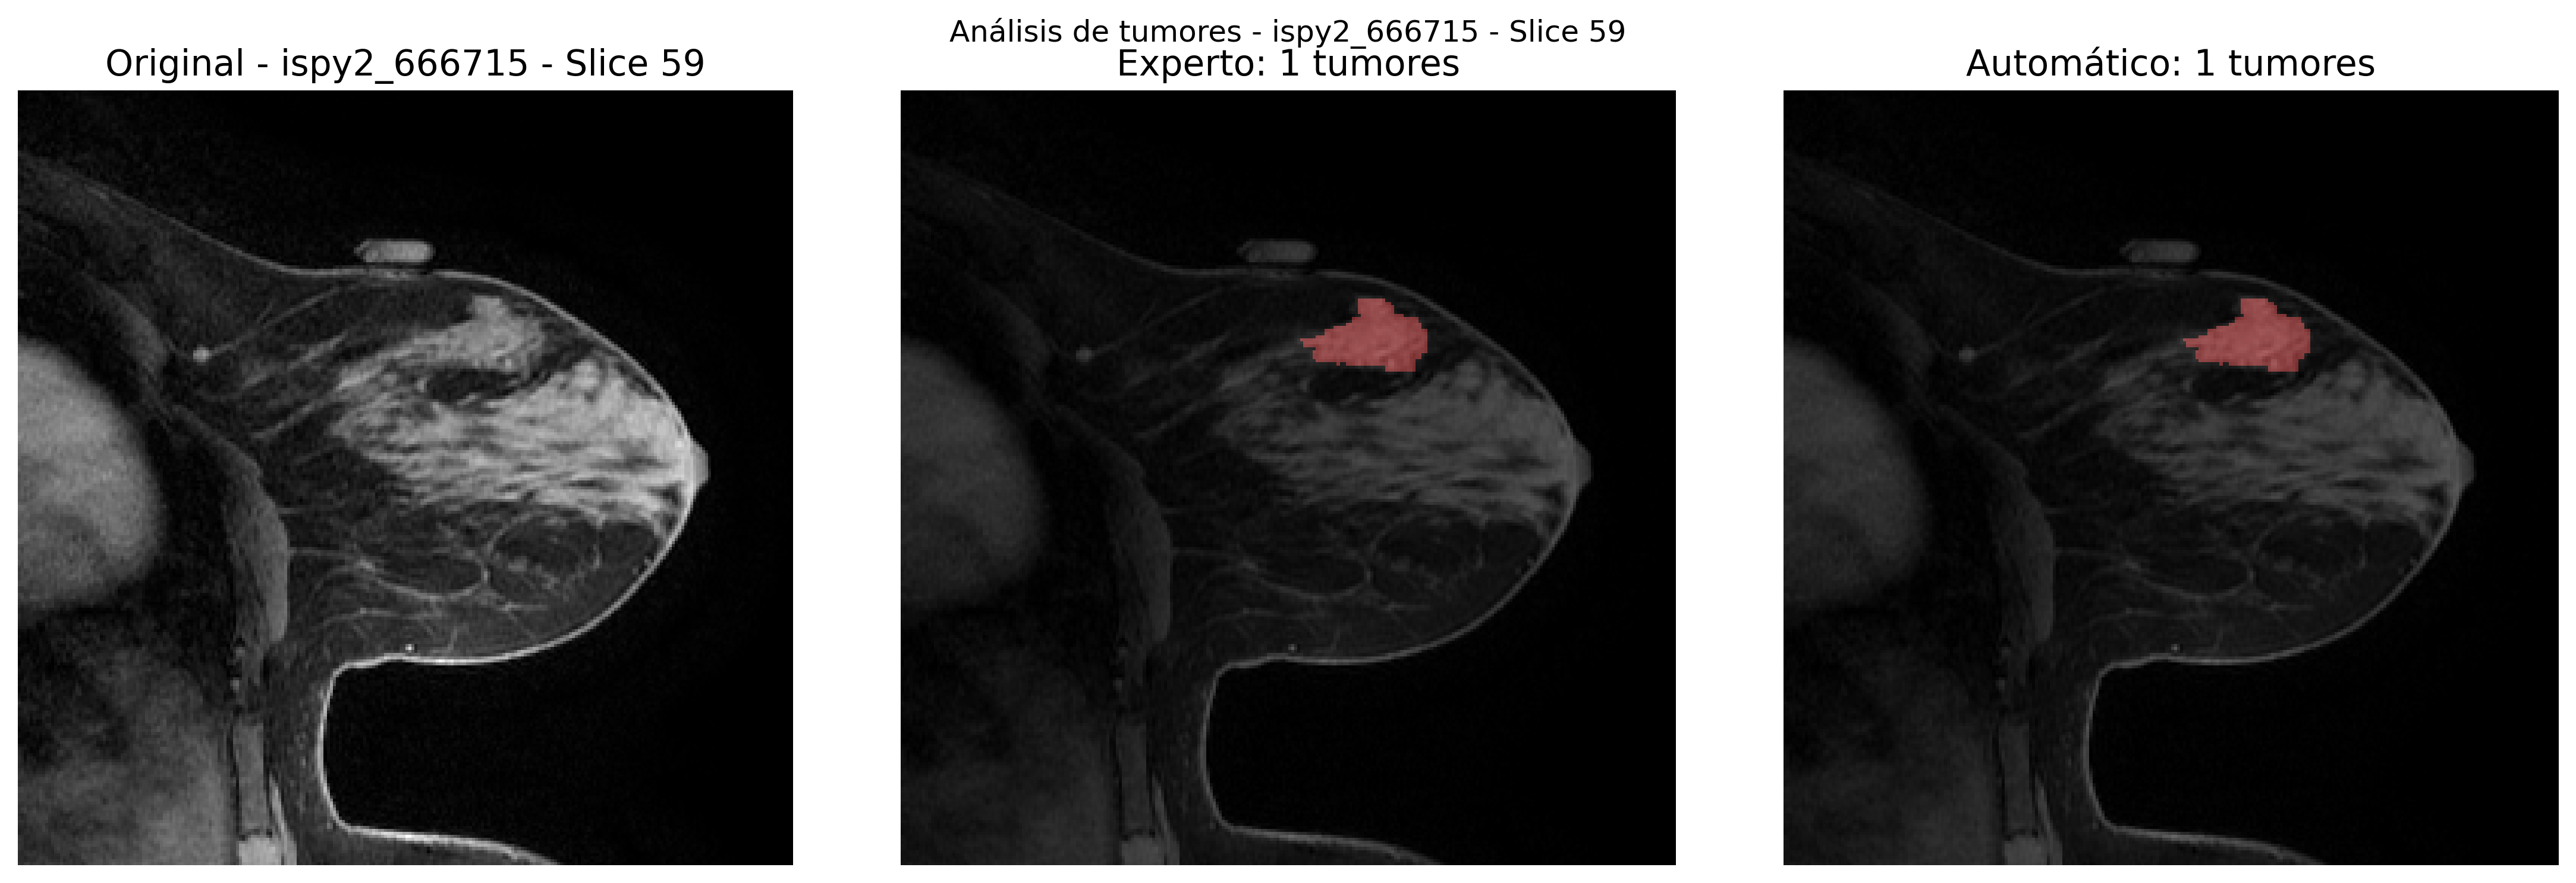 Análisis de tumores - ispy2_666715 - Slice 59
Original - ispy2_666715 - Slice 59
Experto: 1 tumores
Automático: 1 tumores